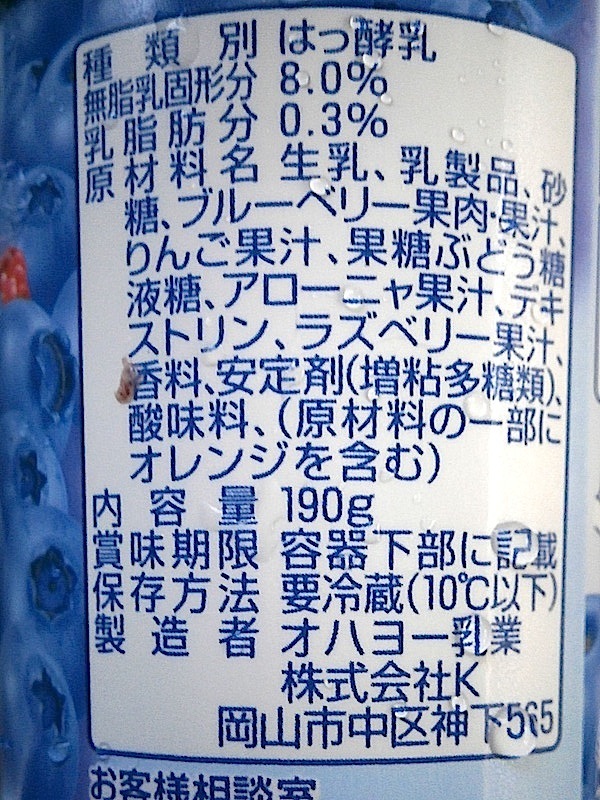 種類別 はっ酵乳
無脂乳固形分 8.0%
乳脂肪分 0.3%
原材料名 生乳、乳製品、砂
糖、ブルーベリー果肉・果汁、
りんご果汁、果糖ぶどう糖
液糖、アローニャ果汁、デキ
ストリン、ラズベリー果汁、
香料、安定剤(増粘多糖類)、
酸味料、(原材料の一部に
オレンジを含む)
内容量 190g
賞味期限 容器下部に記載
保存方法 要冷蔵(10℃以下)
製造者 オハヨー乳業
株式会社K
岡山市中区神下565
お客様相談室